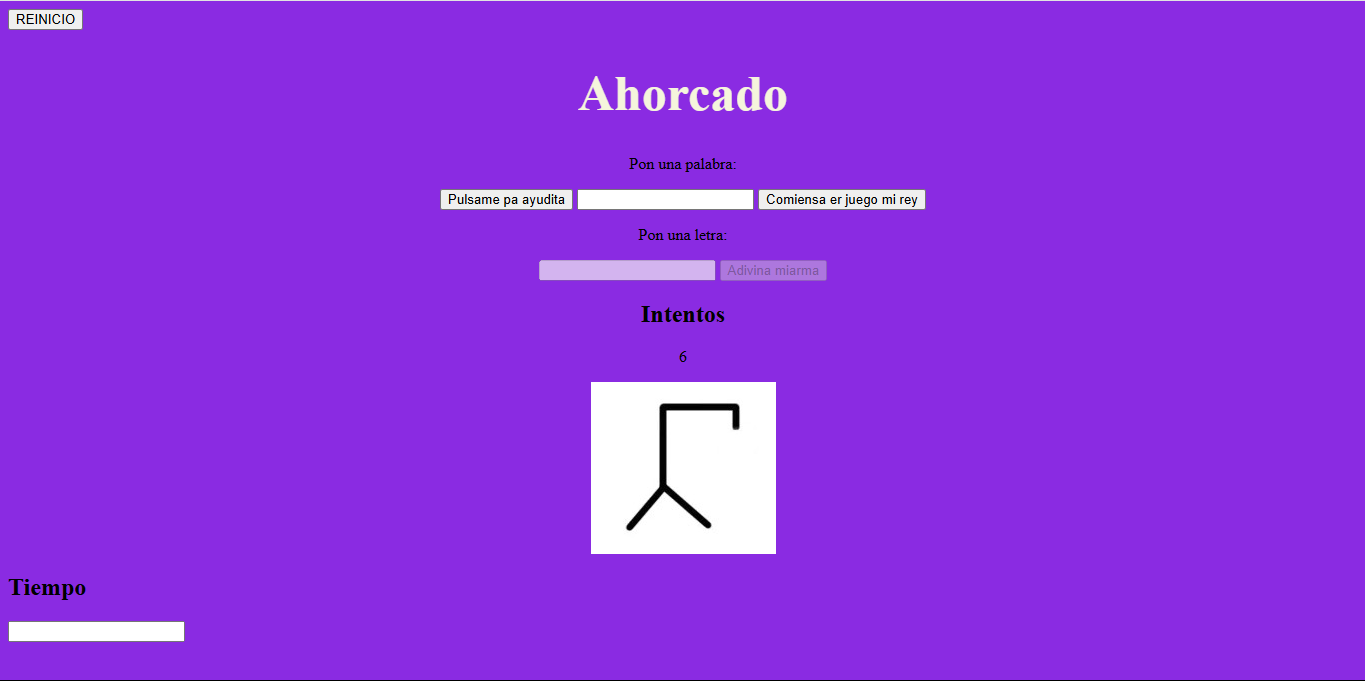 REINICIO
Ahorcado
Pon una palabra:
Pulsame pa ayudita Comiensa er juego mi rey
Pon una letra:
Adivina miarma
Intentos
6
Tiempo